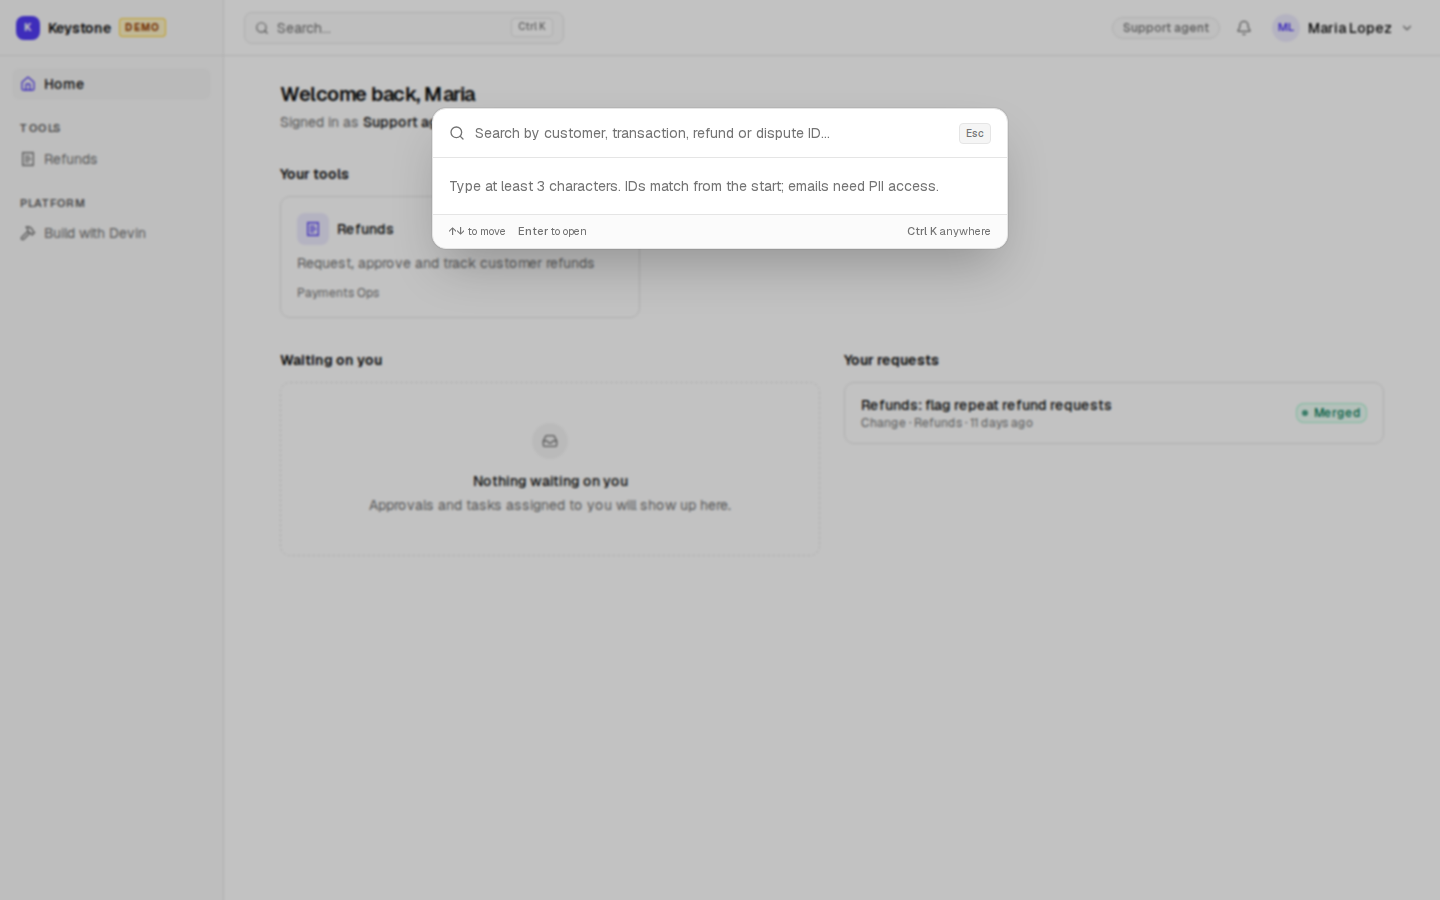 K Keystone DEMO
Search... Ctrl K
Support agent
ML Maria Lopez
Home
TOOLS
Refunds
PLATFORM
Build with Devin
Welcome back, Maria
Signed in as Support ag
Search by customer, transaction, refund or dispute ID... Esc
Type at least 3 characters. IDs match from the start; emails need PII access.
↑↓ to move Enter to open Ctrl K anywhere
Your tools
Refunds
Request, approve and track customer refunds
Payments Ops
Waiting on you
Nothing waiting on you
Approvals and tasks assigned to you will show up here.
Your requests
Refunds: flag repeat refund requests
Change · Refunds · 11 days ago
Merged